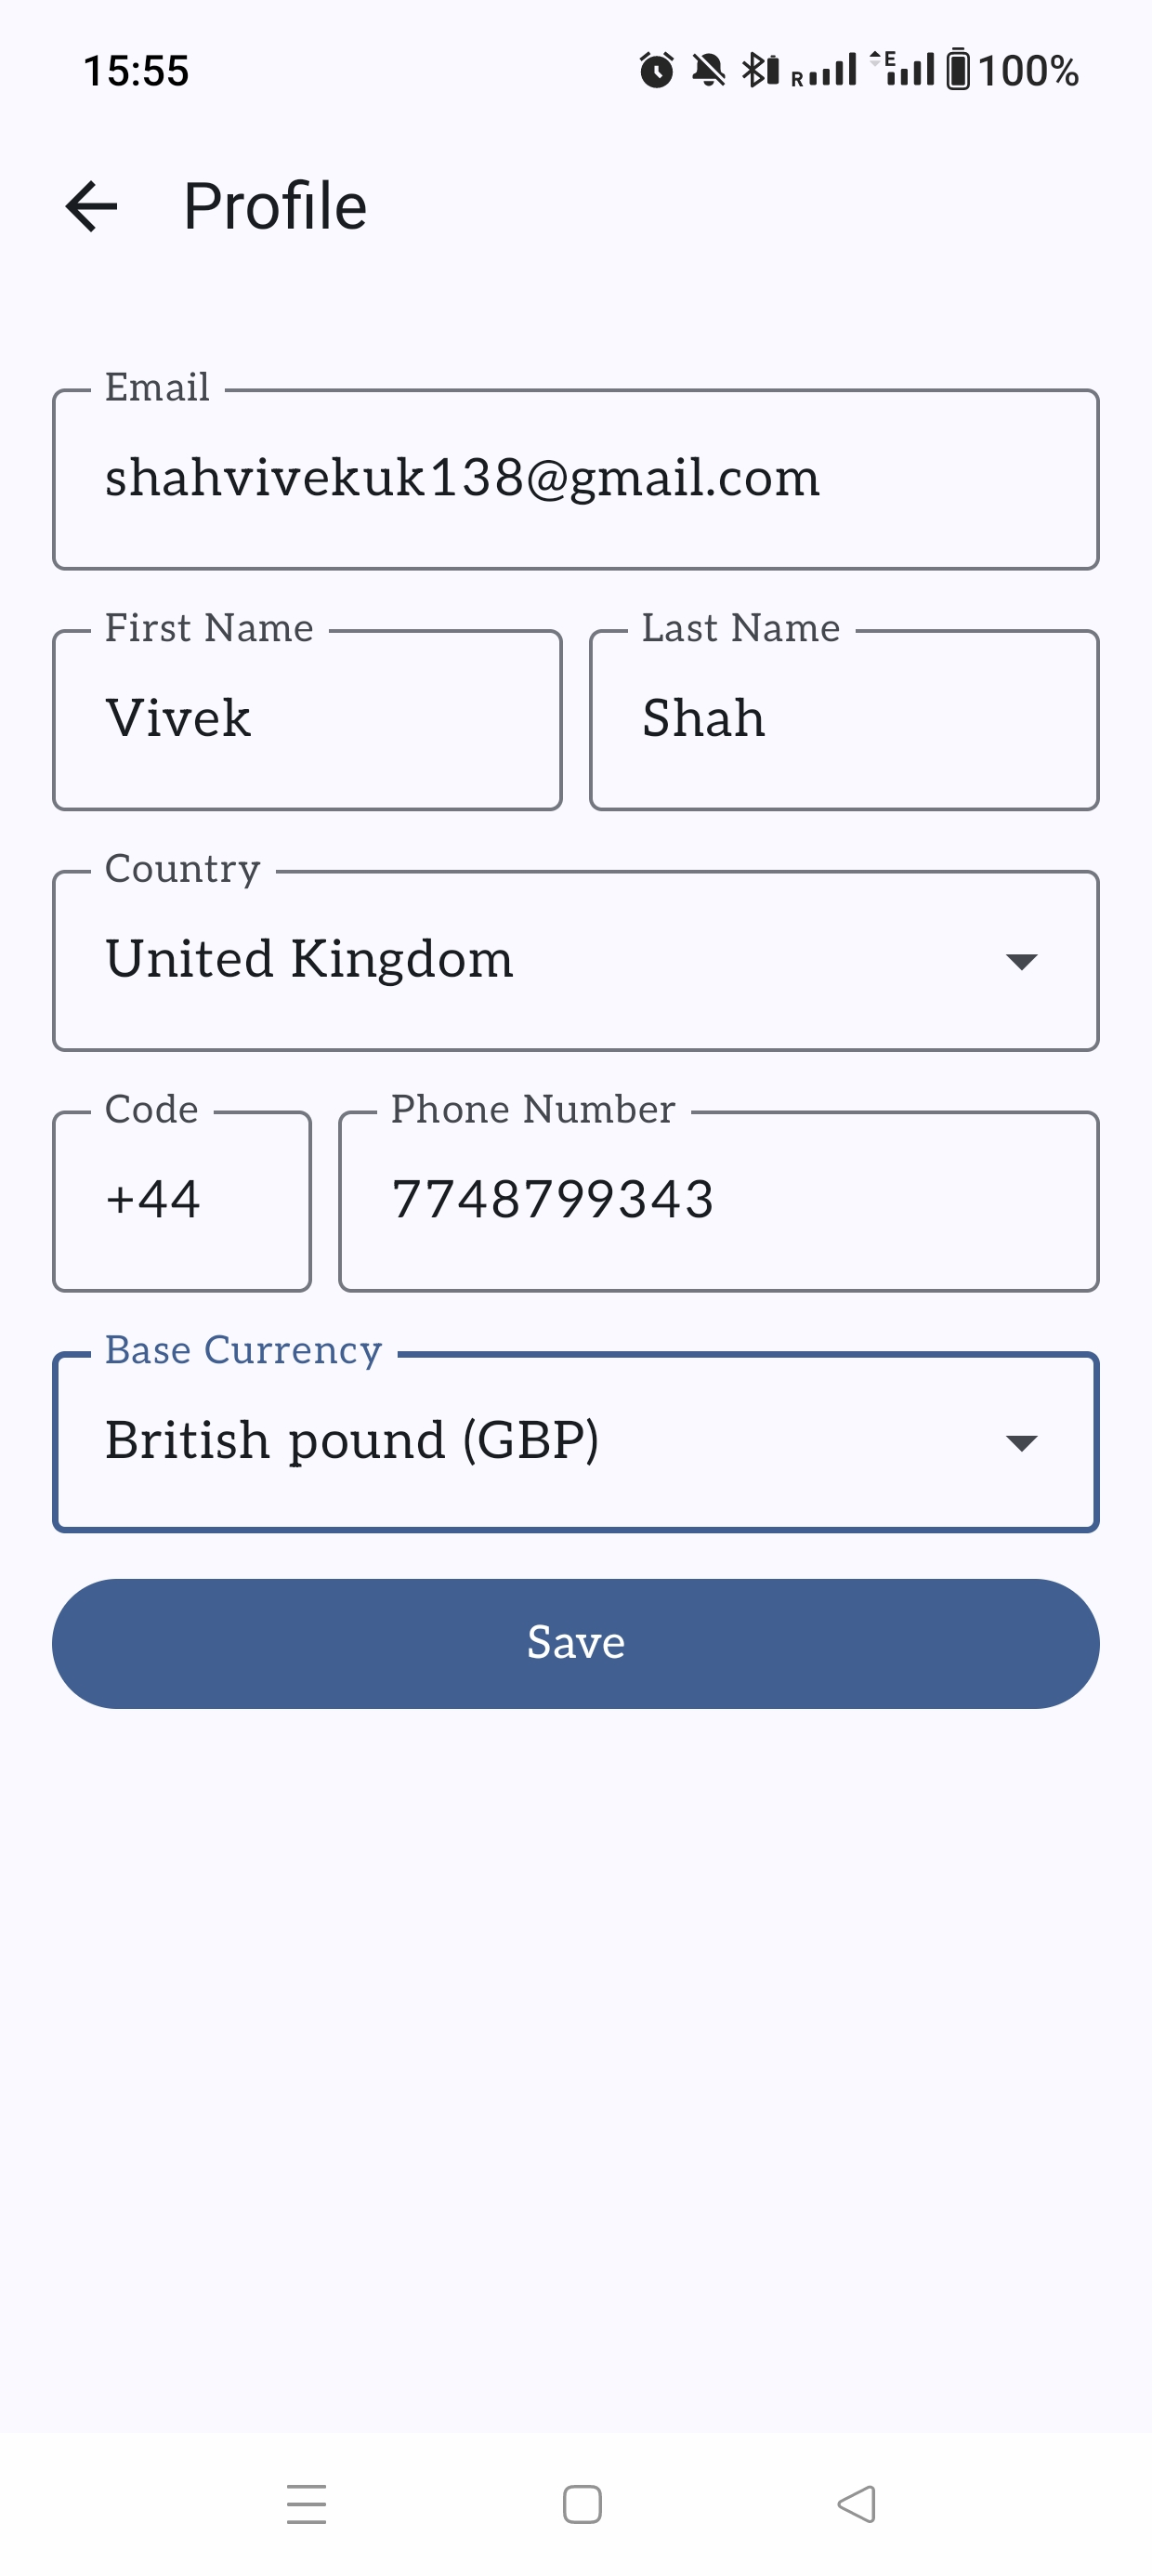 15:55 R E 100%
Profile
Email
shahvivekuk138@gmail.com
First Name Last Name
Vivek Shah
Country
United Kingdom
Code Phone Number
+44 7748799343
Base Currency
British pound (GBP)
Save